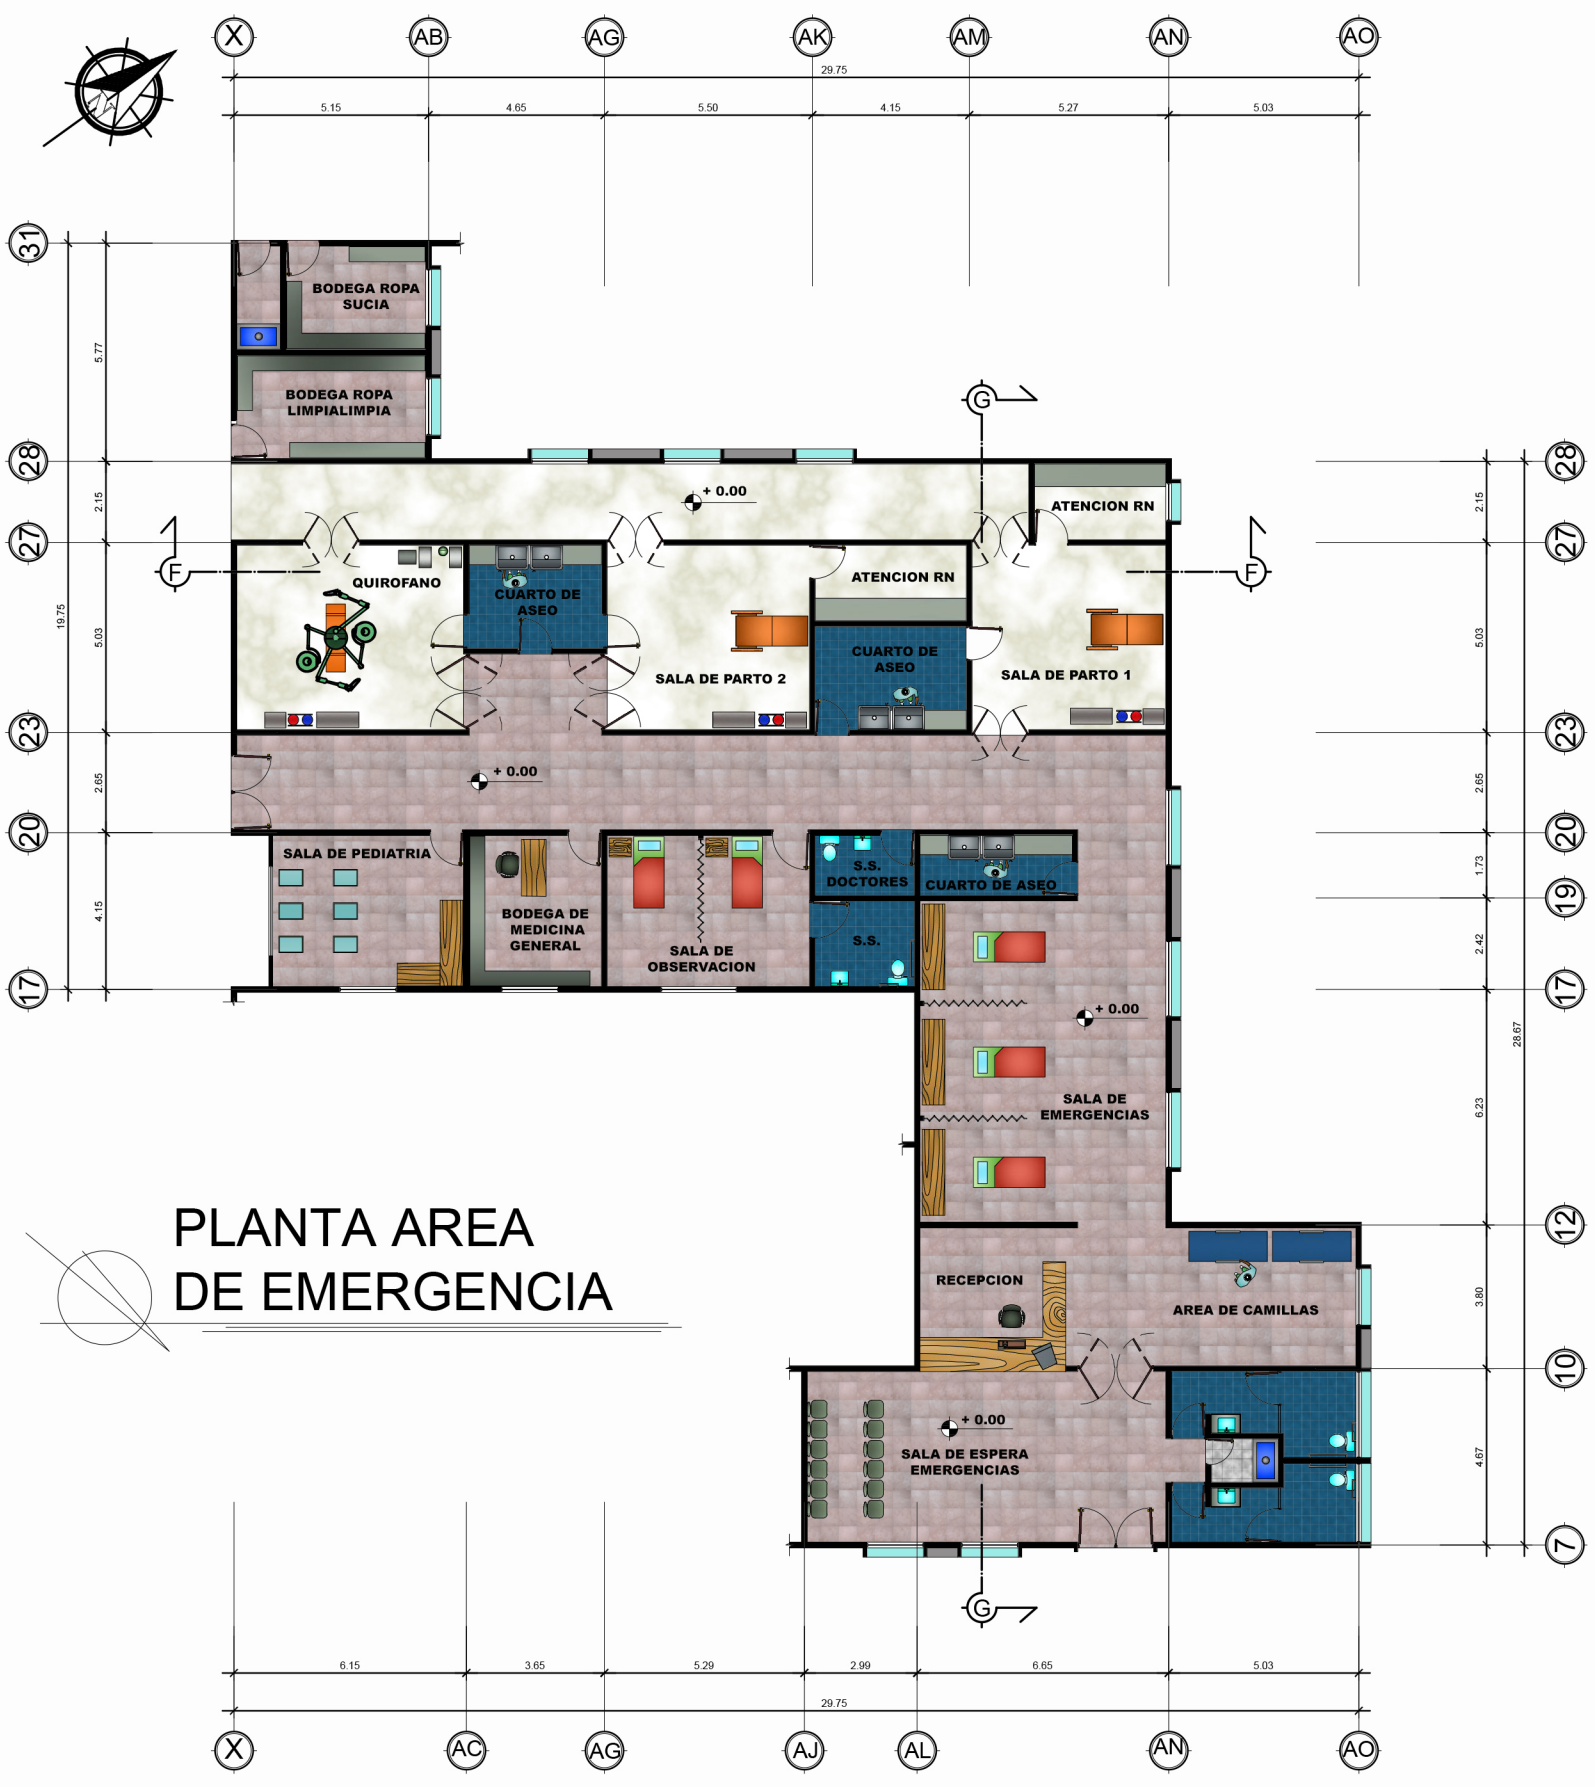 X AB AG AK AM AN AO
29.75
5.15 4.65 5.50 4.15 5.27 5.03
N
31
BODEGA ROPA
SUCIA
5.77
BODEGA ROPA
LIMPIALIMPIA
G
28 28
+ 0.00
2.15 2.15
ATENCION RN
27 27
F F
QUIROFANO
ATENCION RN
CUARTO DE
ASEO
19.75
5.03 5.03
CUARTO DE
ASEO
SALA DE PARTO 2
SALA DE PARTO 1
23 23
+ 0.00
2.65 2.65
20 20
SALA DE PEDIATRIA
S.S.
DOCTORES
CUARTO DE ASEO
1.73
19
4.15
BODEGA DE
MEDICINA
GENERAL
S.S.
2.42
SALA DE
OBSERVACION
17 17
+ 0.00
28.67
SALA DE
EMERGENCIAS
6.23
PLANTA AREA
DE EMERGENCIA
12
RECEPCION
AREA DE CAMILLAS
3.80
10
+ 0.00
SALA DE ESPERA
EMERGENCIAS
4.67
7
G
6.15 3.65 5.29 2.99 6.65 5.03
29.75
X AC AG AJ AL AN AO